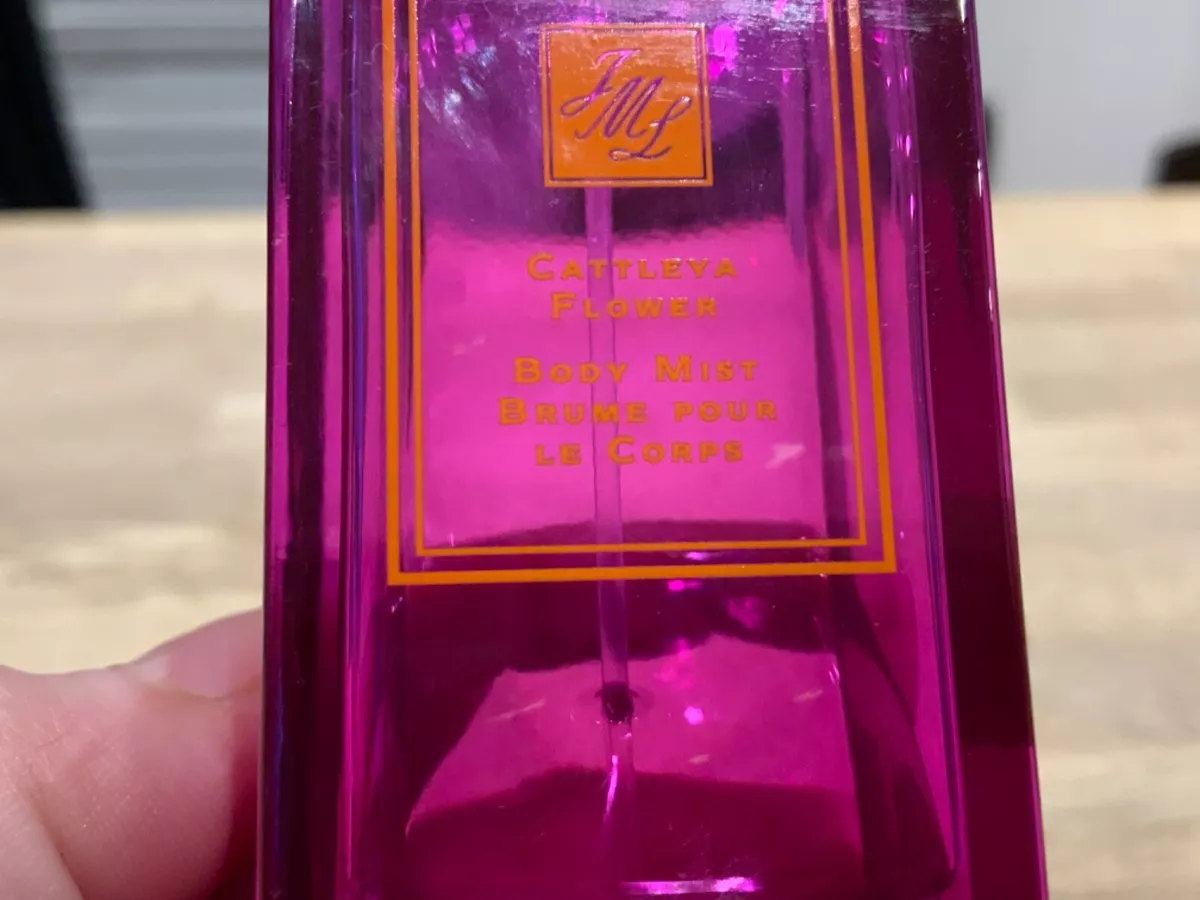 JML
CATTLEYA
FLOWER
BODY MIST
BRUME POUR
LE CORPS